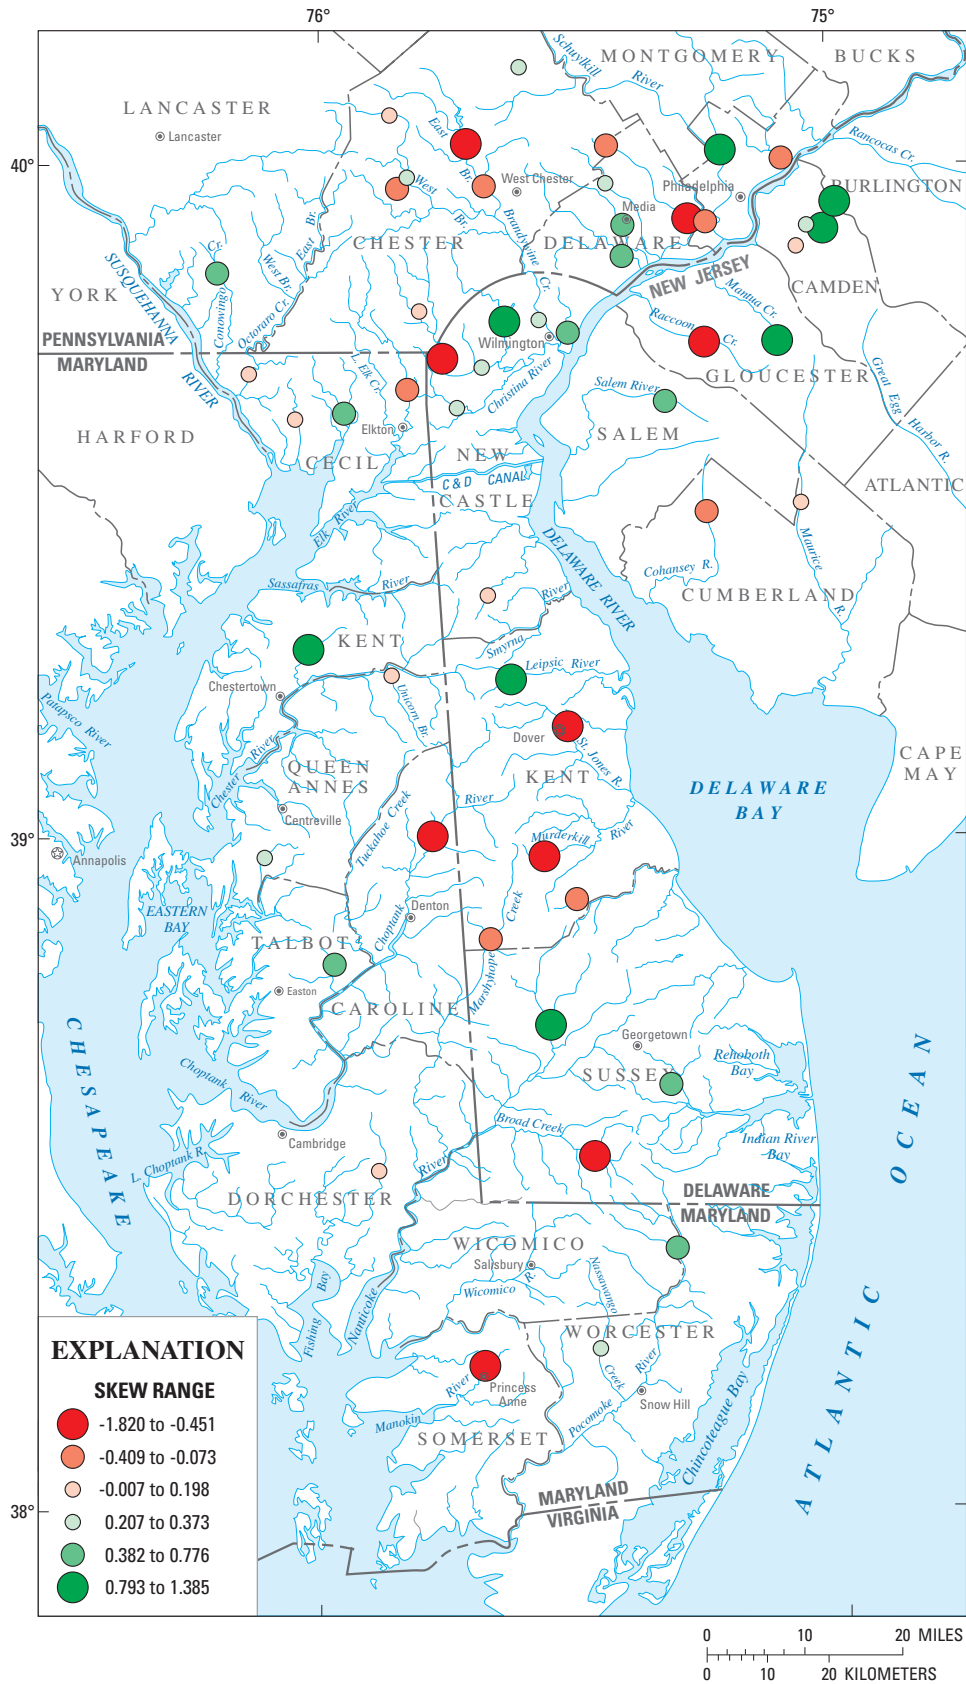 76°
75°
MONTGOMERY
BUCKS
Schuylkill
River
LANCASTER
Lancaster
East
Br.
Rancocas Cr.
40°
West Chester
Philadelphia
BURLINGTON
West
Br.
Media
Brandywine
Cr.
CHESTER
DELAWARE
East Br.
West Br.
Octoraro Cr.
Conowingo
Cr.
SUSQUEHANNA
RIVER
YORK
NEW JERSEY
CAMDEN
Mantua Cr.
Raccoon
Cr.
PENNSYLVANIA
MARYLAND
Wilmington
Christina River
L. Elk Cr.
GLOUCESTER
Great Egg
Harbor R.
Salem River
HARFORD
Elkton
SALEM
CECIL
NEW
CASTLE
C & D CANAL
ATLANTIC
Elk River
DELAWARE RIVER
Cohansey R.
Maurice
R.
Sassafras
River
CUMBERLAND
River
Smyrna
KENT
Leipsic River
Chestertown
Unicorn Br.
Patapsco River
Dover
St. Jones R.
CAPE
MAY
Chester
River
QUEEN
ANNES
KENT
DELAWARE
BAY
Tuckahoe Creek
River
Centreville
39°
Murderkill
River
Annapolis
Denton
Choptank
Creek
Marshyhope
EASTERN
BAY
TALBOT
Easton
CAROLINE
Georgetown
CHESAPEAKE
Rehoboth
Bay
SUSSEX
Choptank
River
Broad Creek
Cambridge
Indian River
Bay
L. Choptank R.
River
DORCHESTER
DELAWARE
MARYLAND
ATLANTIC OCEAN
WICOMICO
Salisbury
Wicomico
R.
Nassawango
Creek
Fishing Bay
Nanticoke
WORCESTER
River
Pocomoke
Snow Hill
Princess
Anne
River
Manokin
SOMERSET
Chincoteague Bay
MARYLAND
VIRGINIA
38°
EXPLANATION
SKEW RANGE
-1.820 to -0.451
-0.409 to -0.073
-0.007 to 0.198
0.207 to 0.373
0.382 to 0.776
0.793 to 1.385
0 10 20 MILES
0 10 20 KILOMETERS